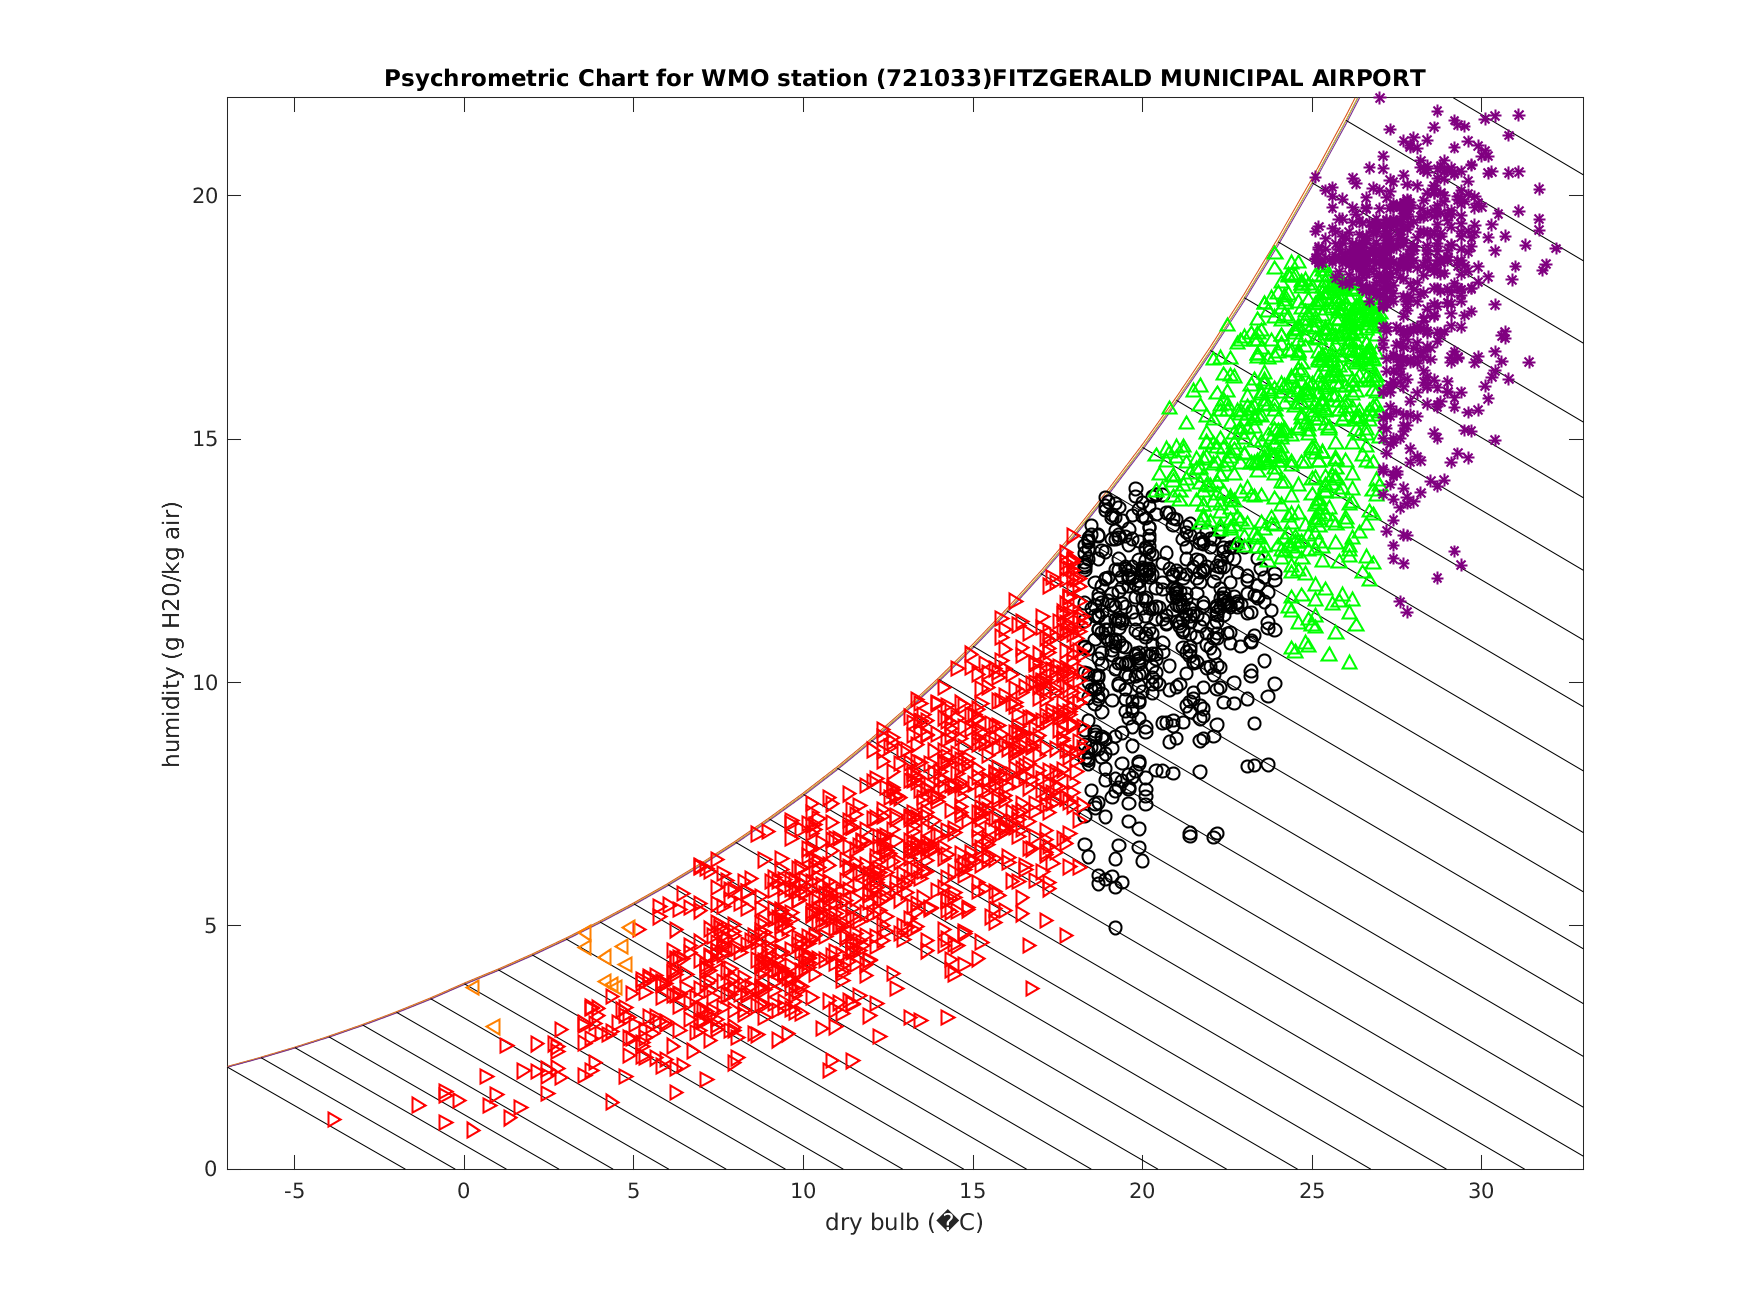 Psychrometric Chart for WMO station (721033)FITZGERALD MUNICIPAL AIRPORT
humidity (g H20/kg air)
20
15
10
5
0
-5 0 5 10 15 20 25 30
dry bulb (�C)